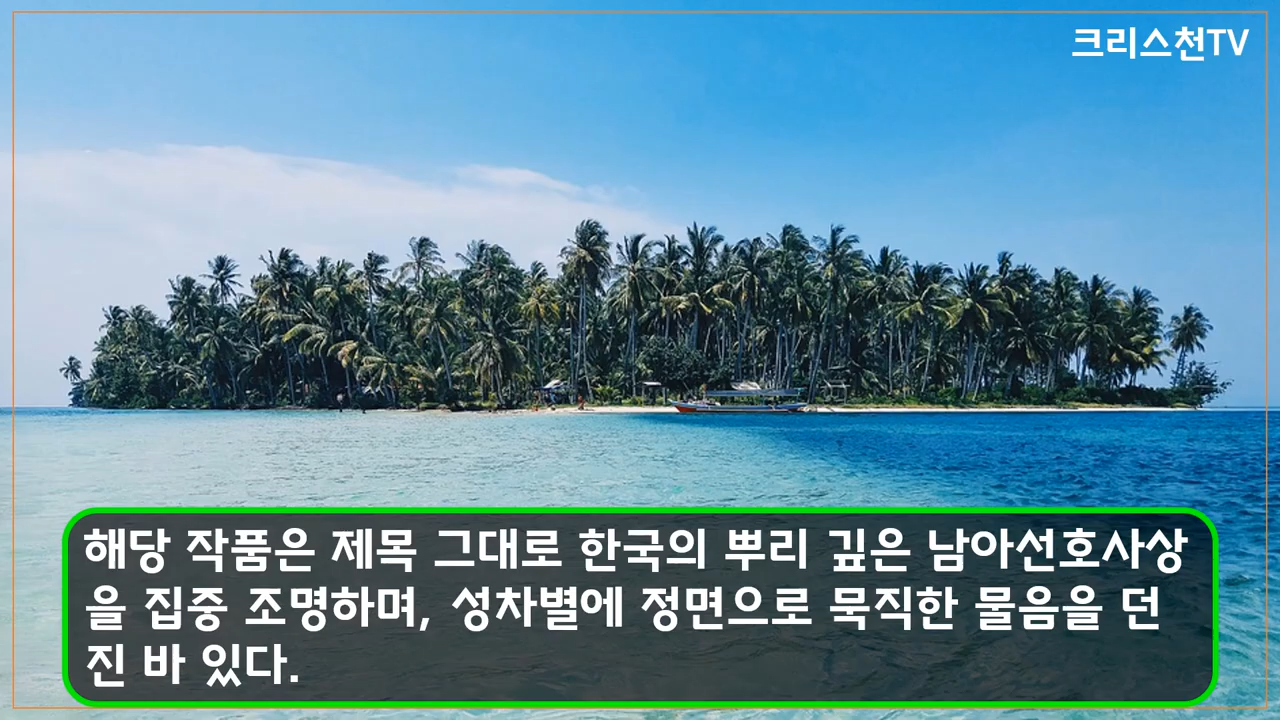 크리스천TV
해당 작품은 제목 그대로 한국의 뿌리 깊은 남아선호사상
을 집중 조명하며, 성차별에 정면으로 묵직한 물음을 던
진 바 있다.